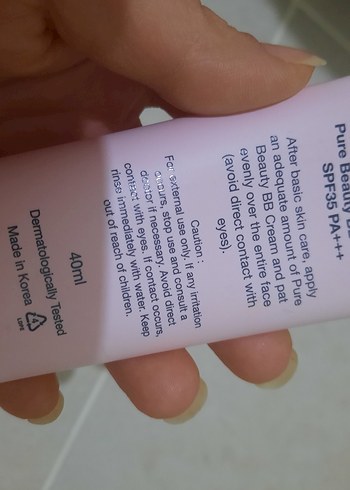 Pure Beauty
SPF35 PA+++
After basic skin care, apply
an adequate amount of Pure
Beauty BB Cream and pat
evenly over the entire face
(avoid direct contact with
eyes).
Caution :
For external use only. If any irritation
occurs, stop use and consult a
doctor if necessary. Avoid direct
contact with eyes. If contact occurs,
rinse immediately with water. Keep
out of reach of children.
40ml
Dermatologically Tested
Made In Korea
LDPE